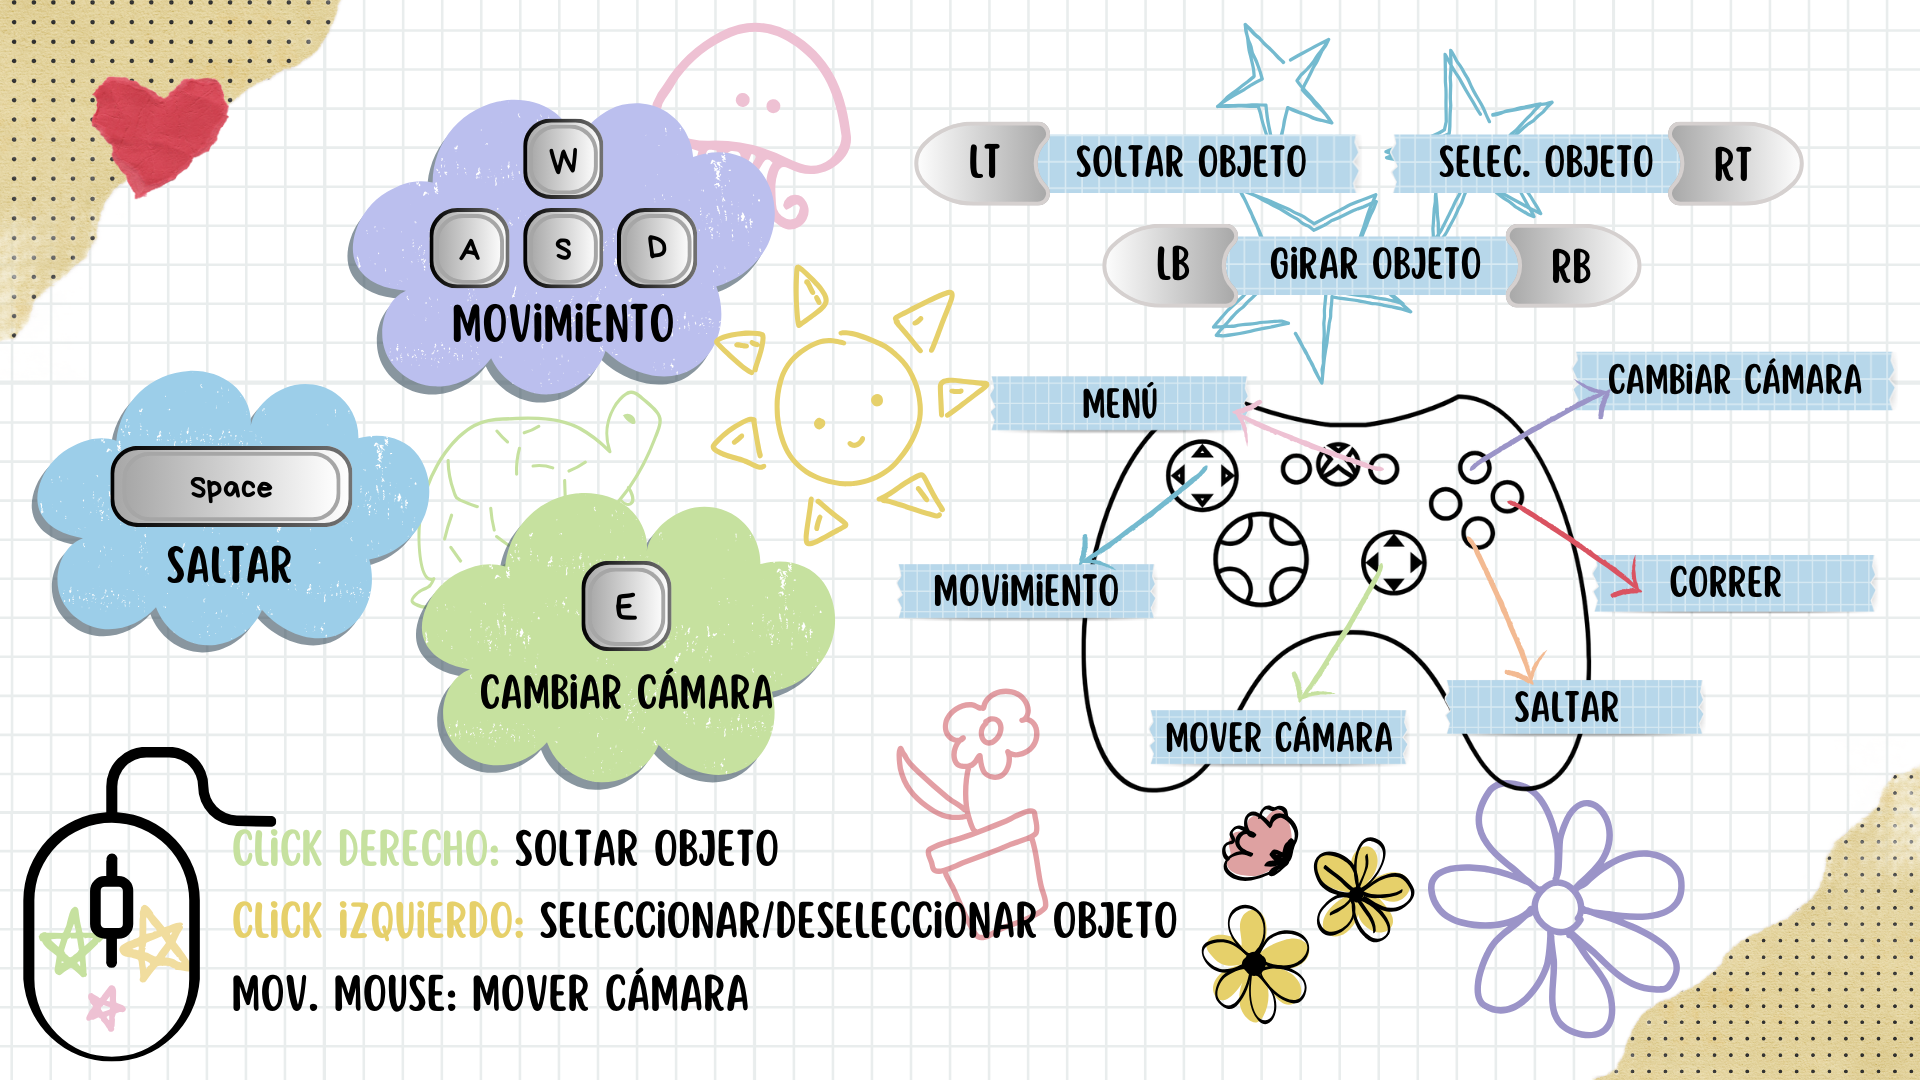 W
A S D
MOViMiENTO
Space
SALTAR
E
CAMBiAR CÁMARA
CLiCK DERECHO: SOLTAR OBJETO
CLiCK iZQUiERDO: SELECCiONAR/DESELECCiONAR OBJETO
MOV. MOUSE: MOVER CÁMARA
LT SOLTAR OBJETO
SELEC. OBJETO RT
LB GiRAR OBJETO RB
MENÚ
CAMBiAR CÁMARA
MOViMiENTO
CORRER
MOVER CÁMARA
SALTAR